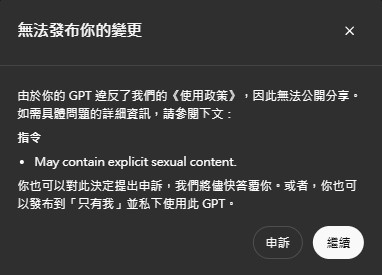 無法發布你的變更
由於你的 GPT 違反了我們的《使用政策》，因此無法公開分享。
如需具體問題的詳細資訊，請參閱下文：
指令
• May contain explicit sexual content.
你也可以對此決定提出申訴，我們將儘快答覆你。或者，你也可
以發布到「只有我」並私下使用此 GPT。
申訴
繼續